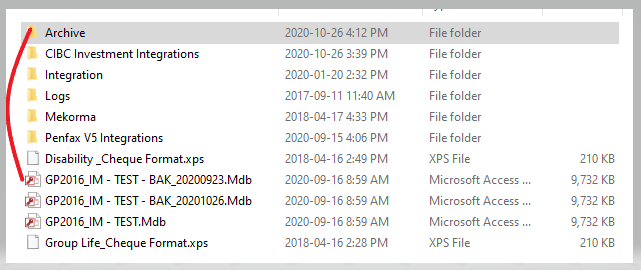 Archive 2020-10-26 4:12 PM File folder
CIBC Investment Integrations 2020-10-26 3:39 PM File folder
Integration 2020-01-20 2:32 PM File folder
Logs 2017-09-11 11:40 AM File folder
Mekorma 2018-04-17 4:33 PM File folder
Penfax V5 Integrations 2020-09-15 4:06 PM File folder
Disability _Cheque Format.xps 2018-04-16 2:49 PM XPS File 210 KB
GP2016_IM - TEST - BAK_20200923.Mdb 2020-09-16 8:59 AM Microsoft Access ... 9,732 KB
GP2016_IM - TEST - BAK_20201026.Mdb 2020-09-16 8:59 AM Microsoft Access ... 9,732 KB
GP2016_IM - TEST.Mdb 2020-09-16 8:59 AM Microsoft Access ... 9,732 KB
Group Life_Cheque Format.xps 2018-04-16 2:28 PM XPS File 210 KB